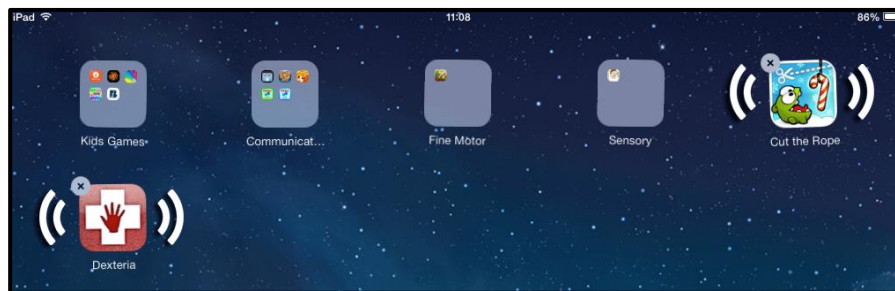 iPad 11:08 86%
Kids Games Communicat... Fine Motor Sensory Cut the Rope
Dexteria